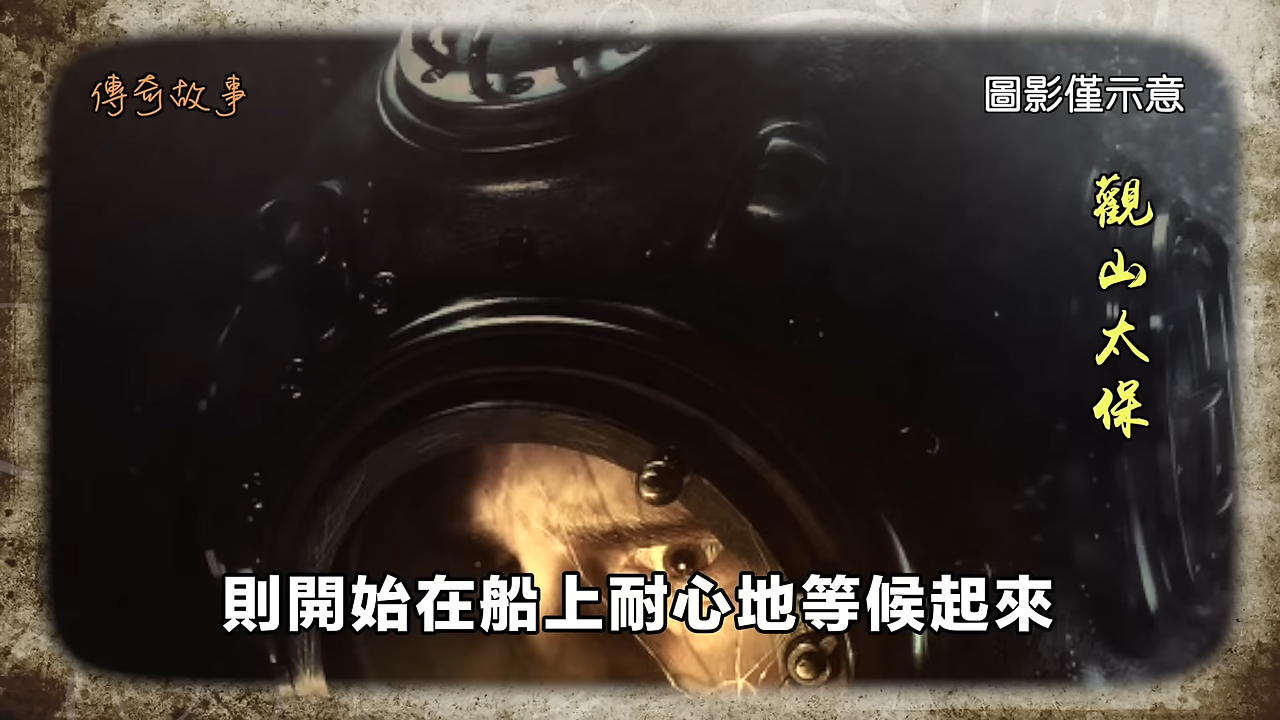 傳奇故事
圖影僅示意
觀山太保
則開始在船上耐心地等候起來